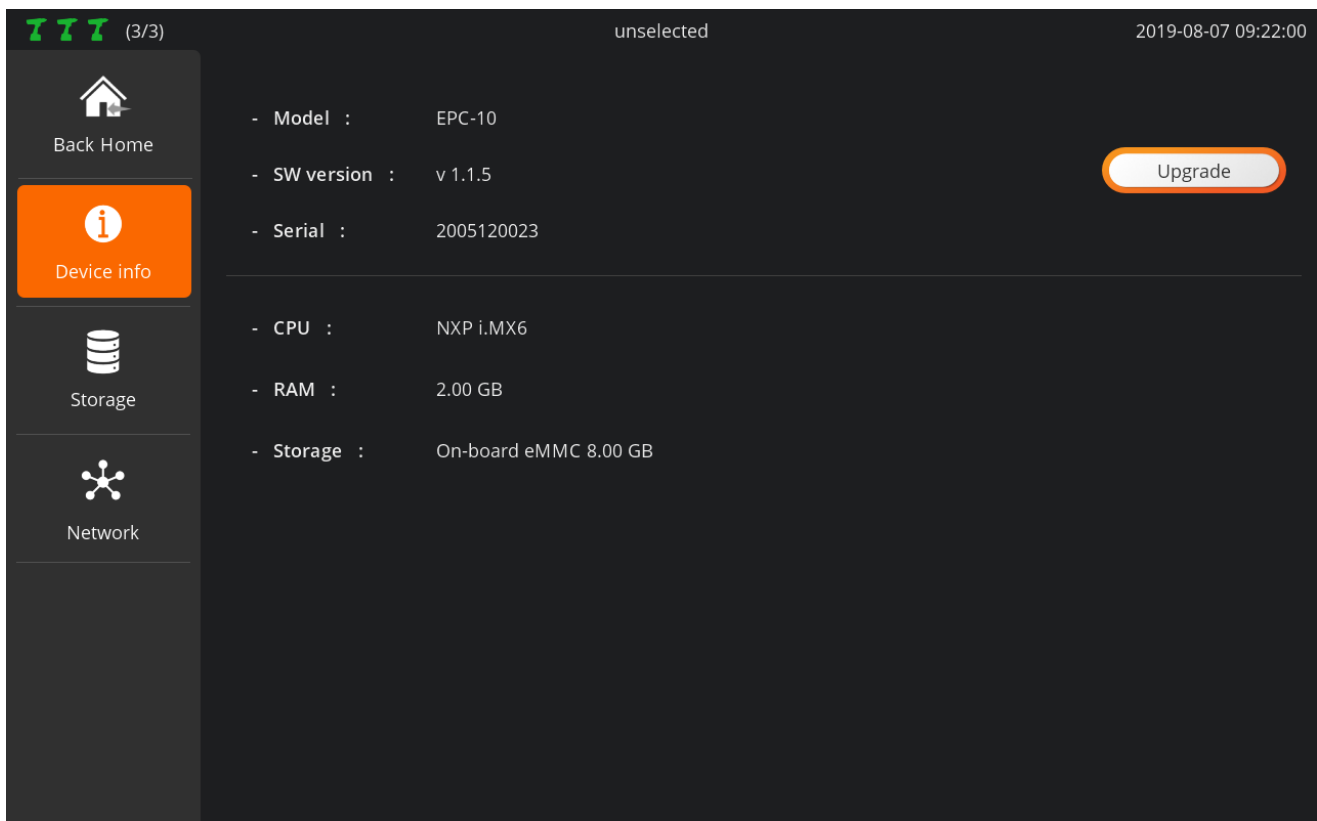 (3/3) unselected 2019-08-07 09:22:00
Back Home
Device info
Storage
Network
- Model : EPC-10
- SW version : v 1.1.5
- Serial : 2005120023
Upgrade
- CPU : NXP i.MX6
- RAM : 2.00 GB
- Storage : On-board eMMC 8.00 GB